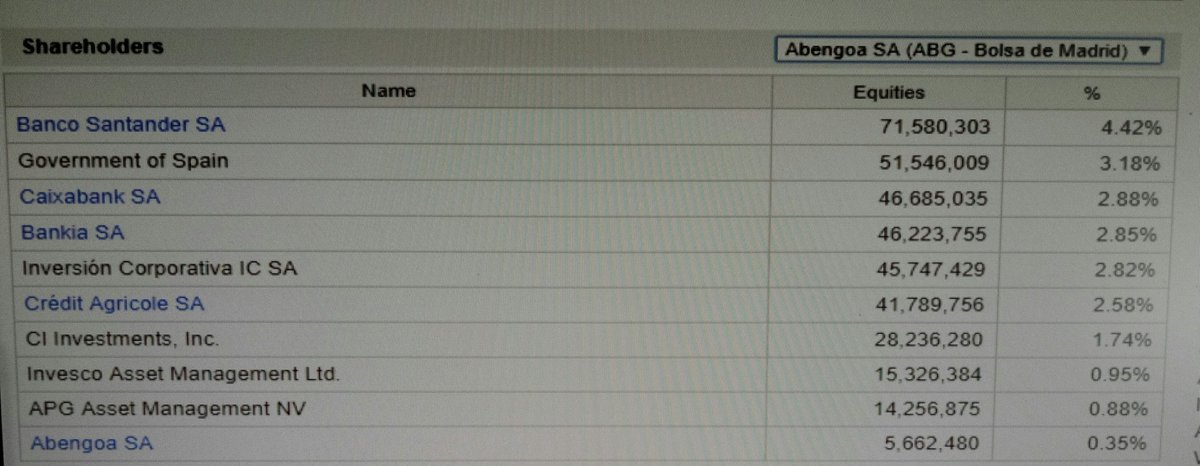 Shareholders Abengoa SA (ABG - Bolsa de Madrid) ▼
Name Equities %
Banco Santander SA 71,580,303 4.42%
Government of Spain 51,546,009 3.18%
Caixabank SA 46,685,035 2.88%
Bankia SA 46,223,755 2.85%
Inversión Corporativa IC SA 45,747,429 2.82%
Crédit Agricole SA 41,789,756 2.58%
CI Investments, Inc. 28,236,280 1.74%
Invesco Asset Management Ltd. 15,326,384 0.95%
APG Asset Management NV 14,256,875 0.88%
Abengoa SA 5,662,480 0.35%